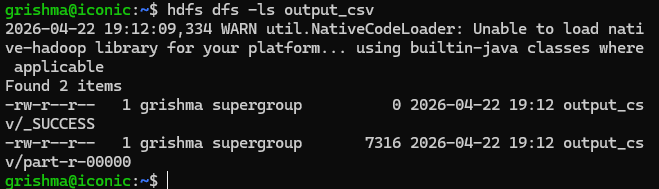 grishma@iconic:~$ hdfs dfs -ls output_csv
2026-04-22 19:12:09,334 WARN util.NativeCodeLoader: Unable to load nati
ve-hadoop library for your platform... using builtin-java classes where
 applicable
Found 2 items
-rw-r--r--   1 grishma supergroup          0 2026-04-22 19:12 output_cs
v/_SUCCESS
-rw-r--r--   1 grishma supergroup       7316 2026-04-22 19:12 output_cs
v/part-r-00000
grishma@iconic:~$